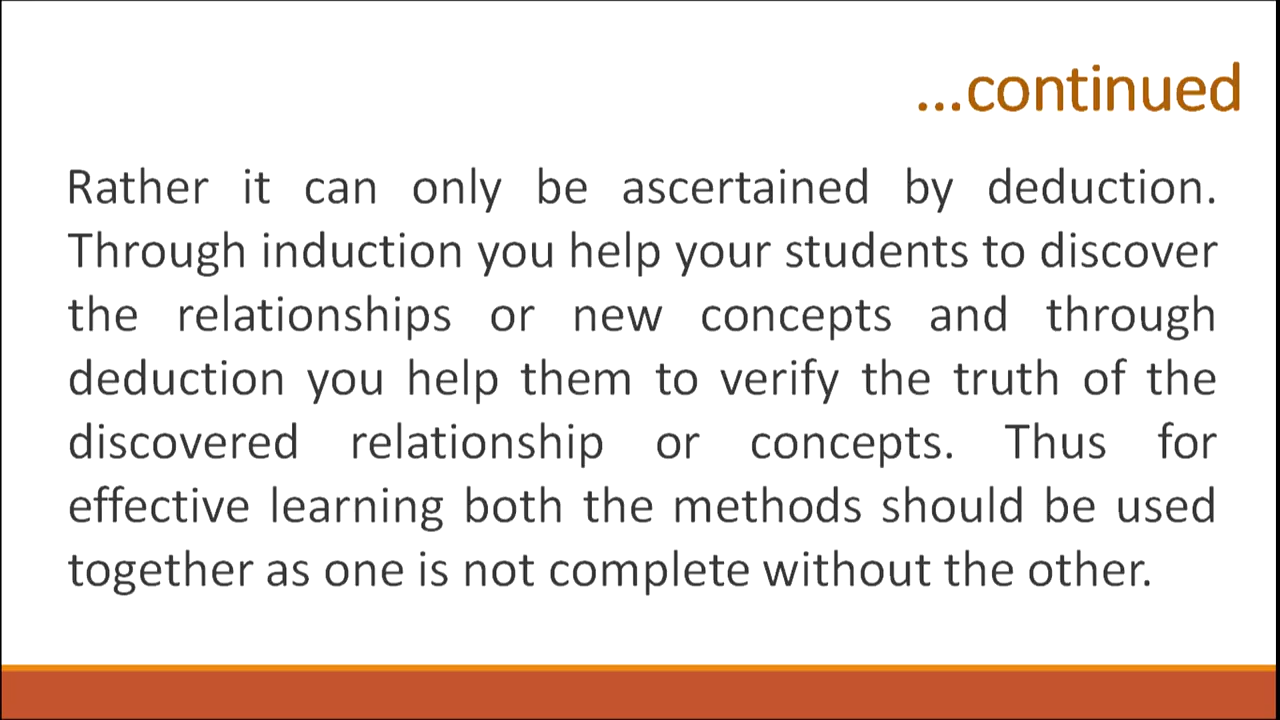 ...continued
Rather it can only be ascertained by deduction.
Through induction you help your students to discover
the relationships or new concepts and through
deduction you help them to verify the truth of the
discovered relationship or concepts. Thus for
effective learning both the methods should be used
together as one is not complete without the other.